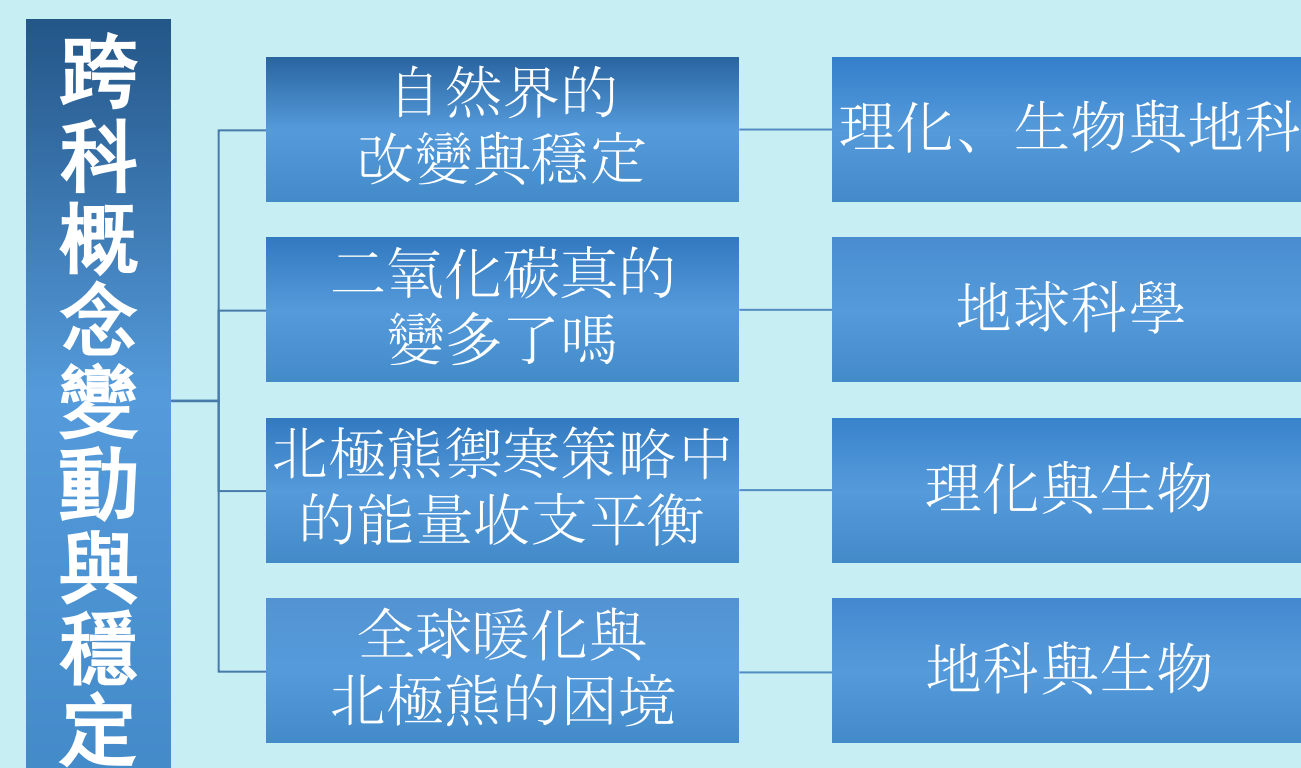 跨科概念變動與穩定
自然界的
改變與穩定
理化、生物與地科
二氧化碳真的
變多了嗎
地球科學
北極熊禦寒策略中
的能量收支平衡
理化與生物
全球暖化與
北極熊的困境
地科與生物